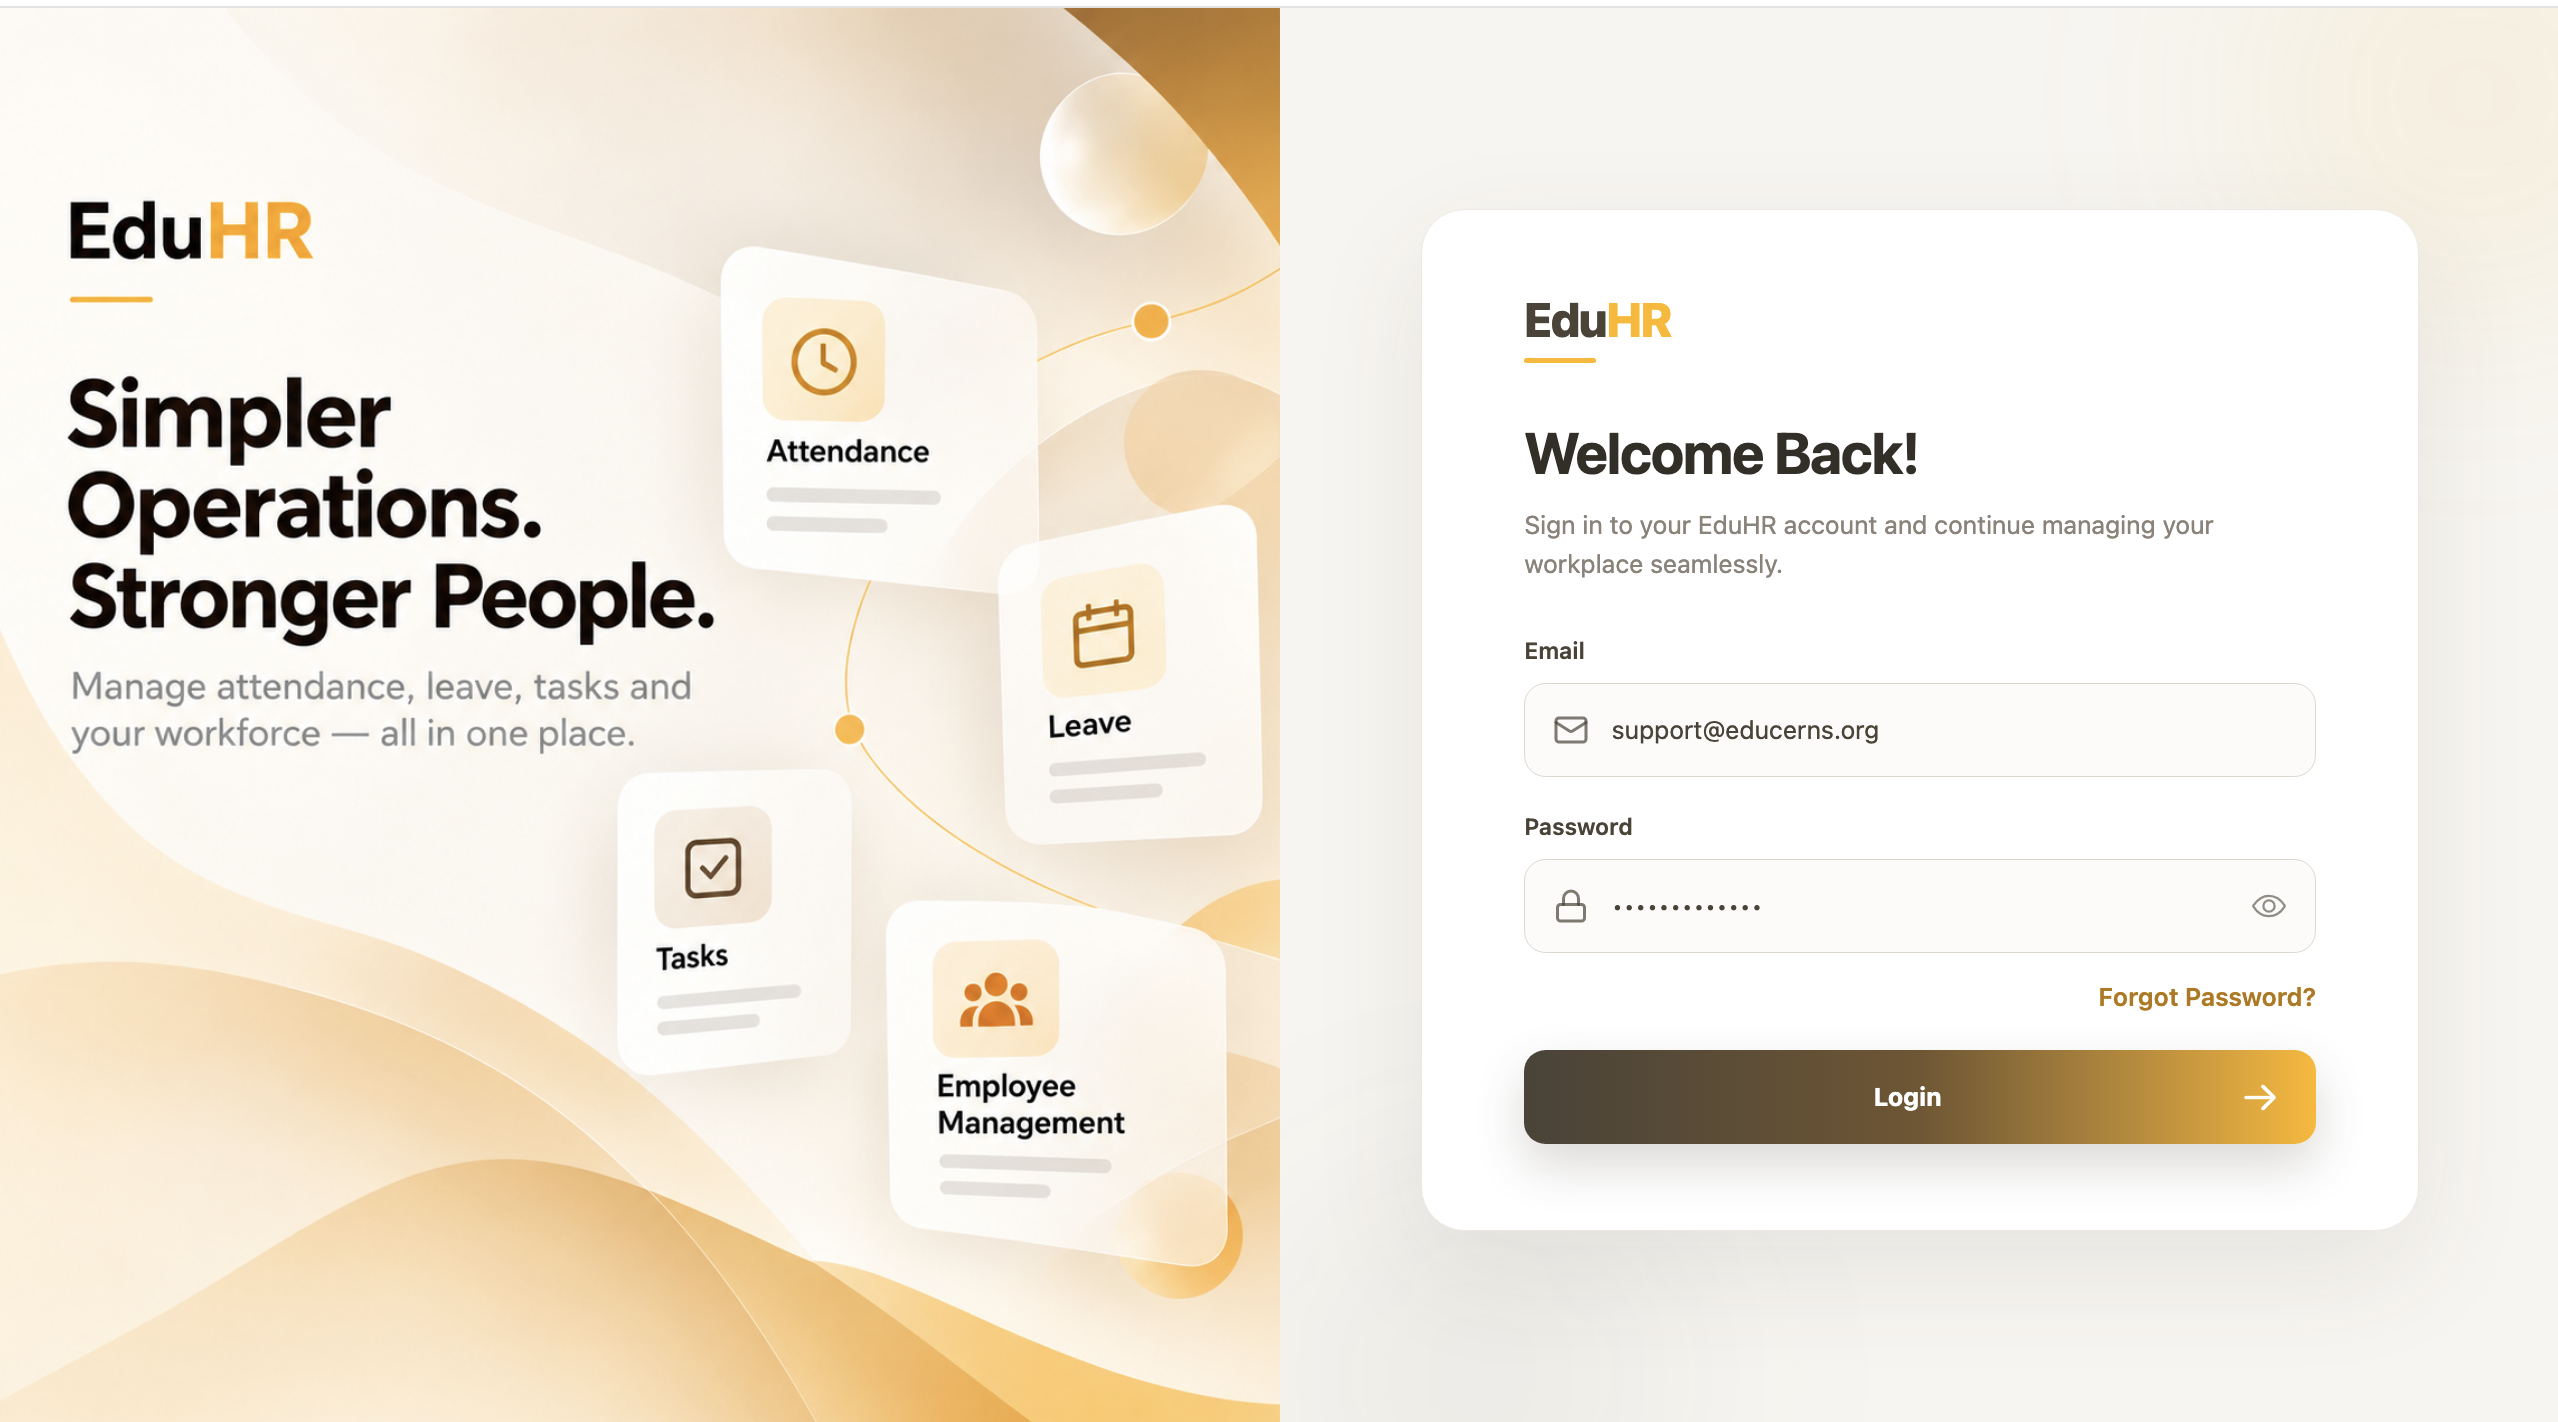 EduHR
Simpler
Operations.
Stronger People.
Manage attendance, leave, tasks and
your workforce — all in one place.
Attendance
Leave
Tasks
Employee
Management
EduHR
Welcome Back!
Sign in to your EduHR account and continue managing your
workplace seamlessly.
Email
support@educerns.org
Password
•••••••••••••
Forgot Password?
Login